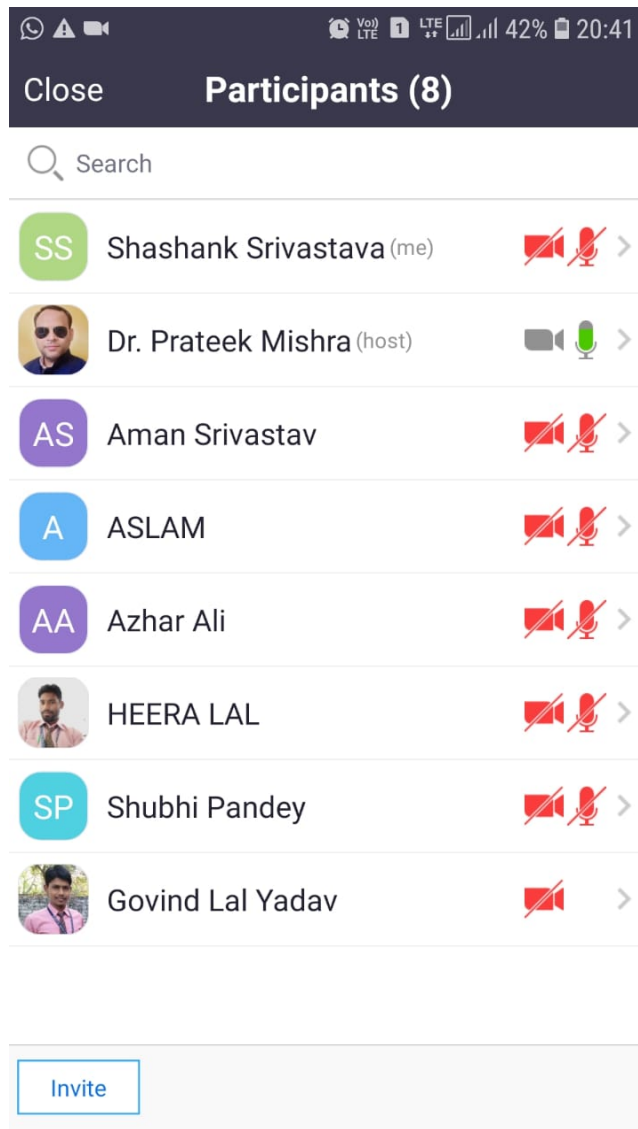 Vo)) LTE 1 LTE 42% 20:41
Close Participants (8)
Search
SS Shashank Srivastava (me)
Dr. Prateek Mishra (host)
AS Aman Srivastav
A ASLAM
AA Azhar Ali
HEERA LAL
SP Shubhi Pandey
Govind Lal Yadav
Invite